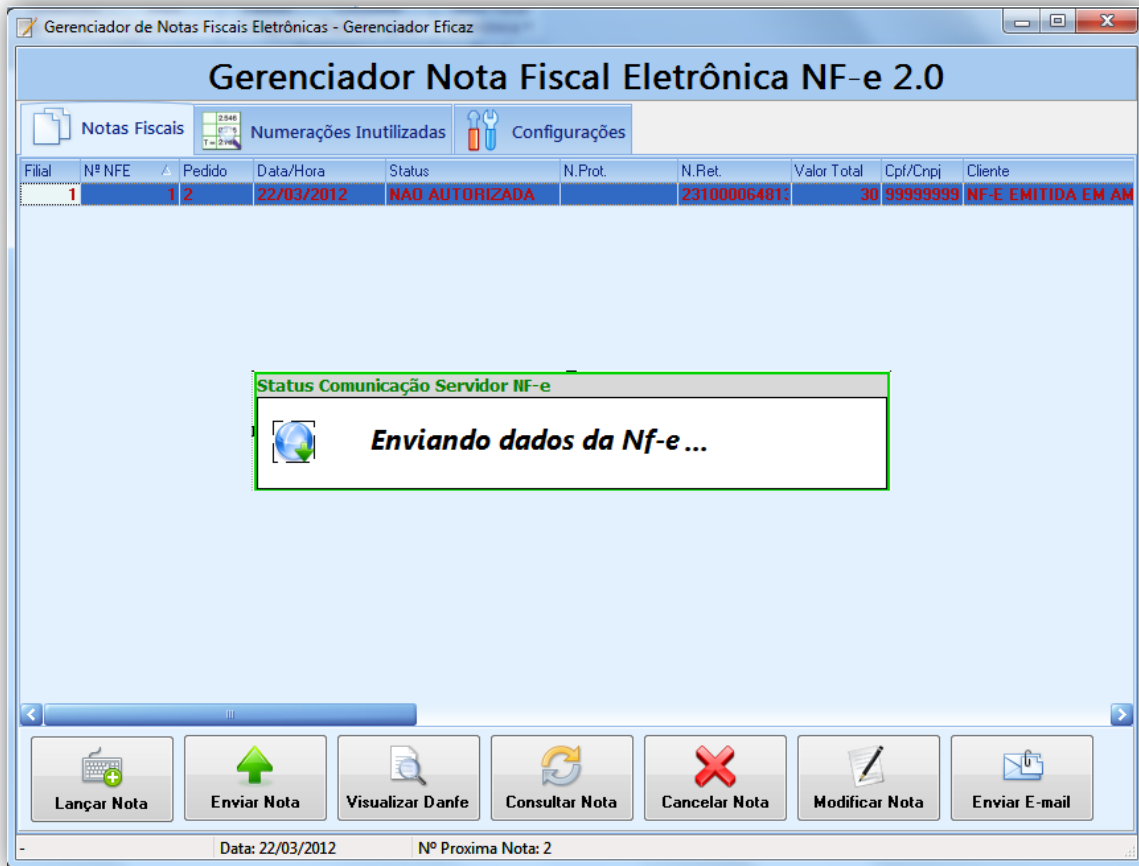 Gerenciador de Notas Fiscais Eletrônicas - Gerenciador Eficaz
Gerenciador Nota Fiscal Eletrônica NF-e 2.0
Notas Fiscais Numerações Inutilizadas Configurações
Filial Nº NFE Pedido Data/Hora Status N.Prot. N.Ret. Valor Total Cpf/Cnpj Cliente
1 1 2 22/03/2012 NAO AUTORIZADA 30 99999999 NF-E EMITIDA EM AM
Status Comunicação Servidor NF-e
Enviando dados da Nf-e ...
Lançar Nota Enviar Nota Visualizar Danfe Consultar Nota Cancelar Nota Modificar Nota Enviar E-mail
- Data: 22/03/2012 Nº Proxima Nota: 2